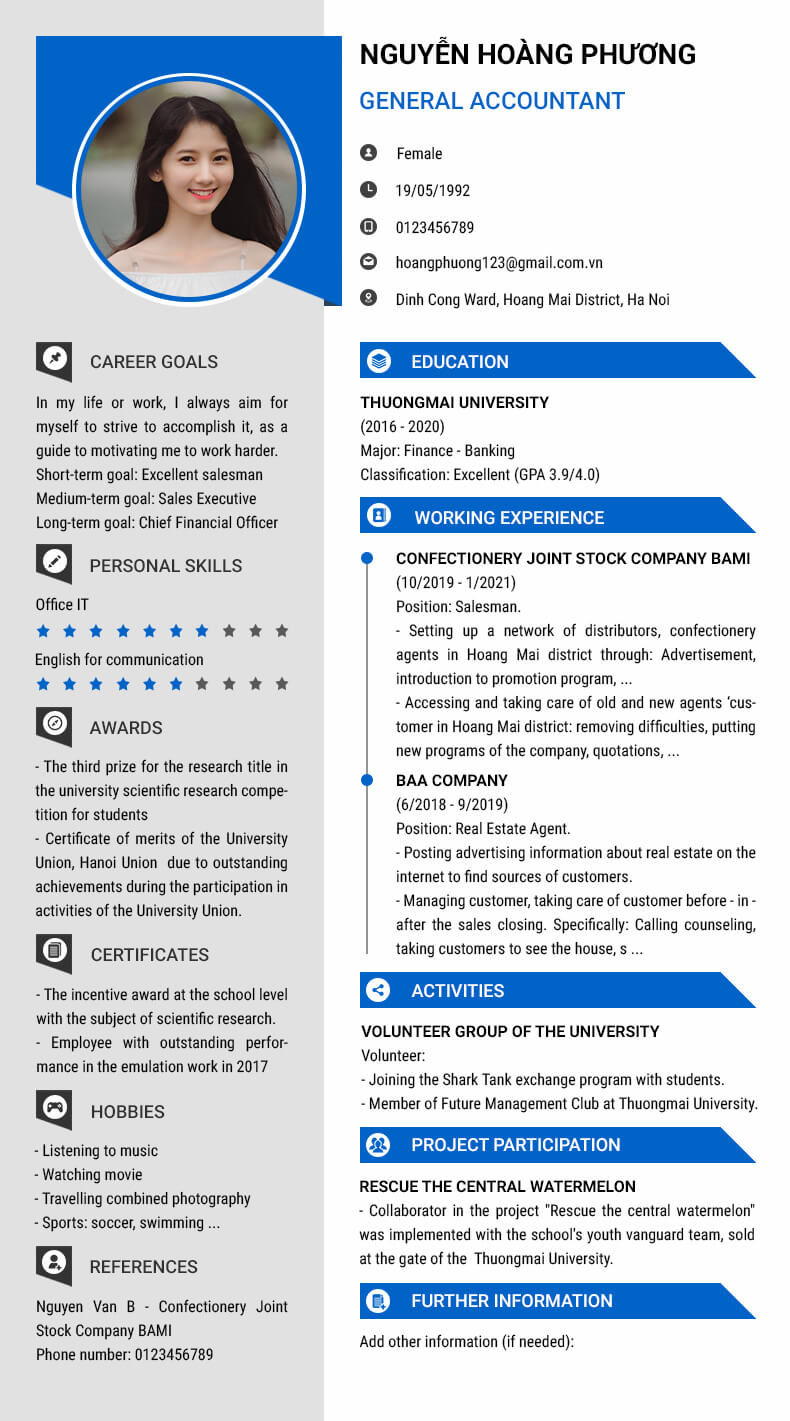 NGUYỄN HOÀNG PHƯƠNG
GENERAL ACCOUNTANT
Female
19/05/1992
0123456789
hoangphuong123@gmail.com.vn
Dinh Cong Ward, Hoang Mai District, Ha Noi
CAREER GOALS
In my life or work, I always aim for
myself to strive to accomplish it, as a
guide to motivating me to work harder.
Short-term goal: Excellent salesman
Medium-term goal: Sales Executive
Long-term goal: Chief Financial Officer
PERSONAL SKILLS
Office IT
English for communication
AWARDS
- The third prize for the research title in
the university scientific research compe-
tition for students
- Certificate of merits of the University
Union, Hanoi Union due to outstanding
achievements during the participation in
activities of the University Union.
CERTIFICATES
- The incentive award at the school level
with the subject of scientific research.
- Employee with outstanding perfor-
mance in the emulation work in 2017
HOBBIES
- Listening to music
- Watching movie
- Travelling combined photography
- Sports: soccer, swimming ...
REFERENCES
Nguyen Van B - Confectionery Joint
Stock Company BAMI
Phone number: 0123456789
EDUCATION
THUONGMAI UNIVERSITY
(2016 - 2020)
Major: Finance - Banking
Classification: Excellent (GPA 3.9/4.0)
WORKING EXPERIENCE
CONFECTIONERY JOINT STOCK COMPANY BAMI
(10/2019 - 1/2021)
Position: Salesman.
- Setting up a network of distributors, confectionery
agents in Hoang Mai district through: Advertisement,
introduction to promotion program, ...
- Accessing and taking care of old and new agents ‘cus-
tomer in Hoang Mai district: removing difficulties, putting
new programs of the company, quotations, ...
BAA COMPANY
(6/2018 - 9/2019)
Position: Real Estate Agent.
- Posting advertising information about real estate on the
internet to find sources of customers.
- Managing customer, taking care of customer before - in -
after the sales closing. Specifically: Calling counseling,
taking customers to see the house, s ...
ACTIVITIES
VOLUNTEER GROUP OF THE UNIVERSITY
Volunteer:
- Joining the Shark Tank exchange program with students.
- Member of Future Management Club at Thuongmai University.
PROJECT PARTICIPATION
RESCUE THE CENTRAL WATERMELON
- Collaborator in the project "Rescue the central watermelon"
was implemented with the school's youth vanguard team, sold
at the gate of the Thuongmai University.
FURTHER INFORMATION
Add other information (if needed):